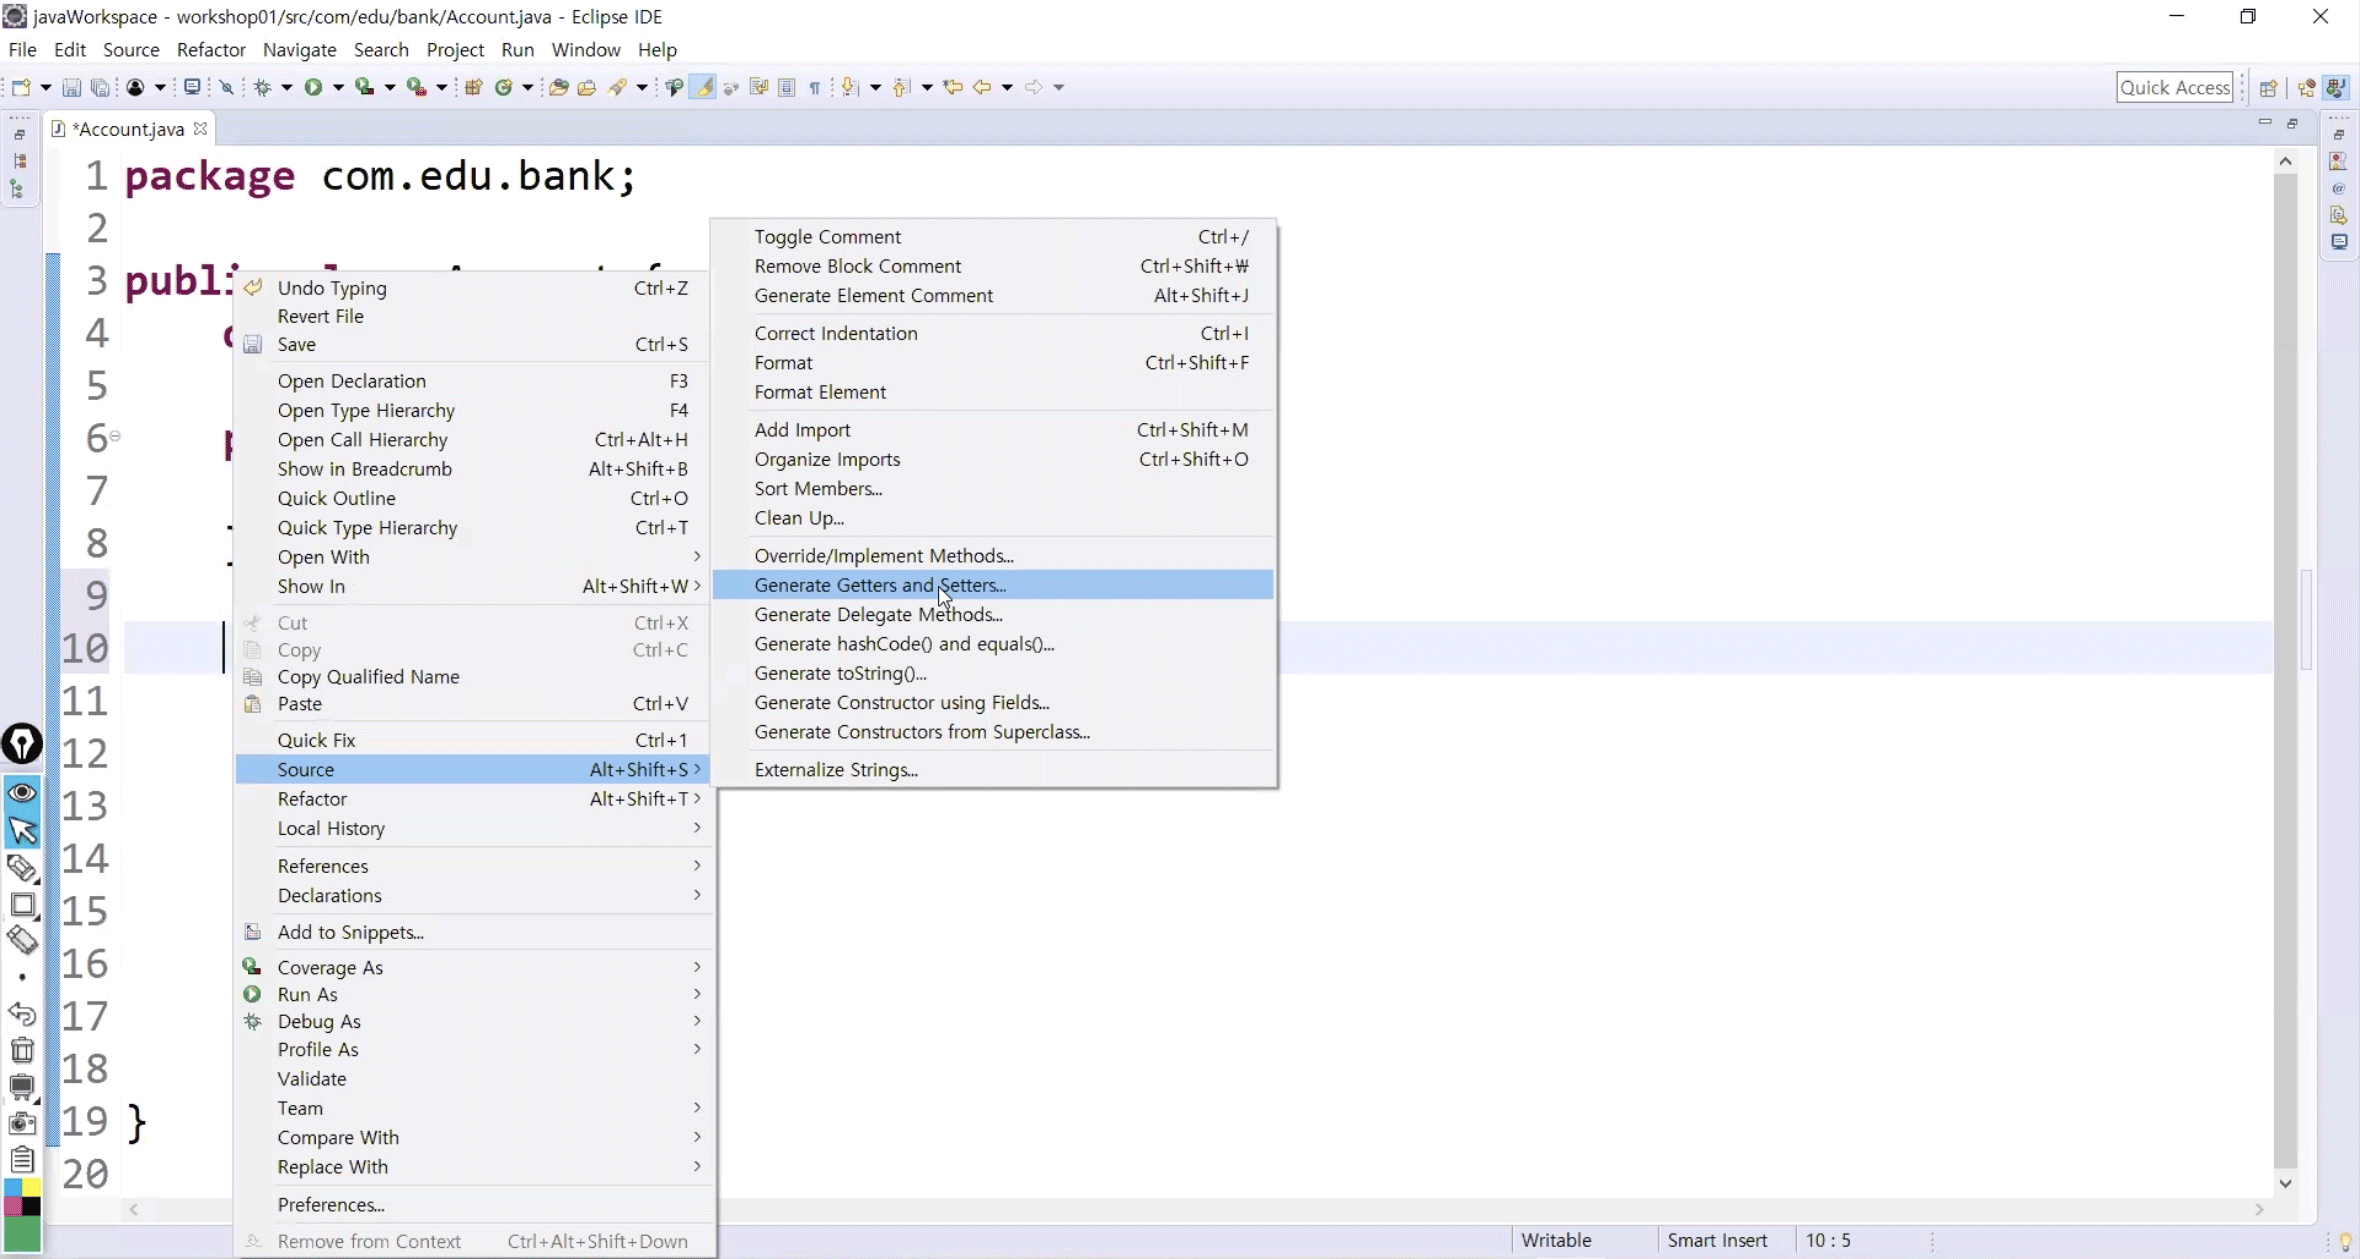 javaWorkspace - workshop01/src/com/edu/bank/Account.java - Eclipse IDE
File Edit Source Refactor Navigate Search Project Run Window Help
Quick Access
*Account.java
1 package com.edu.bank;
2
3 publi
4
5
6
7
8
9
10
11
12
13
14
15
16
17
18
19 }
20
Undo Typing Ctrl+Z
Revert File
Save Ctrl+S
Open Declaration F3
Open Type Hierarchy F4
Open Call Hierarchy Ctrl+Alt+H
Show in Breadcrumb Alt+Shift+B
Quick Outline Ctrl+O
Quick Type Hierarchy Ctrl+T
Open With >
Show In Alt+Shift+W >
Cut Ctrl+X
Copy Ctrl+C
Copy Qualified Name
Paste Ctrl+V
Quick Fix Ctrl+1
Source Alt+Shift+S >
Refactor Alt+Shift+T >
Local History >
References >
Declarations >
Add to Snippets...
Coverage As >
Run As >
Debug As >
Profile As >
Validate
Team >
Compare With >
Replace With >
Preferences...
Remove from Context Ctrl+Alt+Shift+Down
Toggle Comment Ctrl+/
Remove Block Comment Ctrl+Shift+₩
Generate Element Comment Alt+Shift+J
Correct Indentation Ctrl+I
Format Ctrl+Shift+F
Format Element
Add Import Ctrl+Shift+M
Organize Imports Ctrl+Shift+O
Sort Members...
Clean Up...
Override/Implement Methods...
Generate Getters and Setters...
Generate Delegate Methods...
Generate hashCode() and equals()...
Generate toString()...
Generate Constructor using Fields...
Generate Constructors from Superclass...
Externalize Strings...
Writable Smart Insert 10 : 5